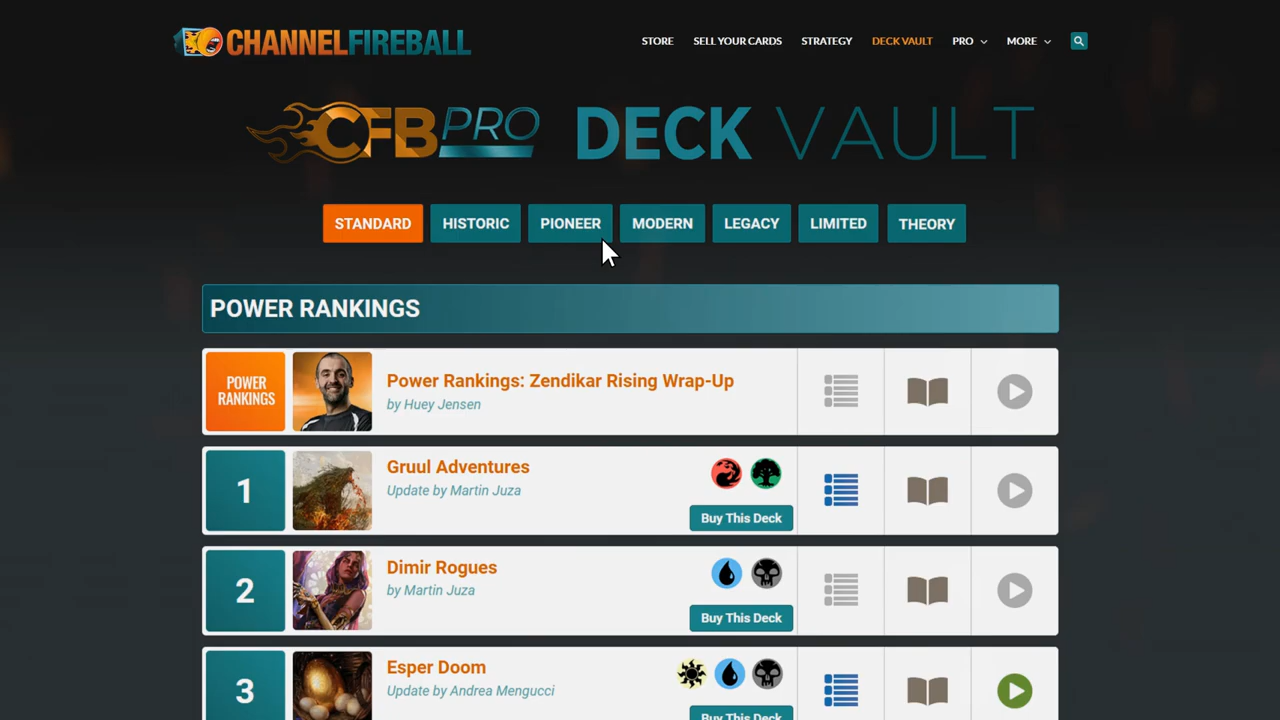 CHANNELFIREBALL
STORE SELL YOUR CARDS STRATEGY DECK VAULT PRO MORE
CFB PRO DECK VAULT
STANDARD HISTORIC PIONEER MODERN LEGACY LIMITED THEORY
POWER RANKINGS
POWER RANKINGS
Power Rankings: Zendikar Rising Wrap-Up
by Huey Jensen
1
Gruul Adventures
Update by Martin Juza
Buy This Deck
2
Dimir Rogues
by Martin Juza
Buy This Deck
3
Esper Doom
Update by Andrea Mengucci
Buy This Deck